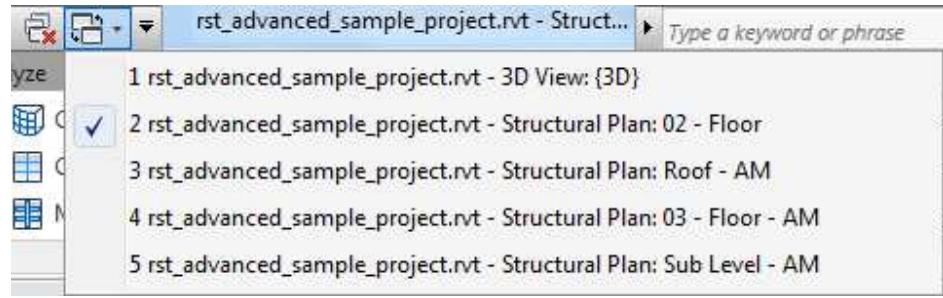 rst_advanced_sample_project.rvt - Struct... Type a keyword or phrase
yze
1 rst_advanced_sample_project.rvt - 3D View: {3D}
C
2 rst_advanced_sample_project.rvt - Structural Plan: 02 - Floor
C
3 rst_advanced_sample_project.rvt - Structural Plan: Roof - AM
M
4 rst_advanced_sample_project.rvt - Structural Plan: 03 - Floor - AM
5 rst_advanced_sample_project.rvt - Structural Plan: Sub Level - AM